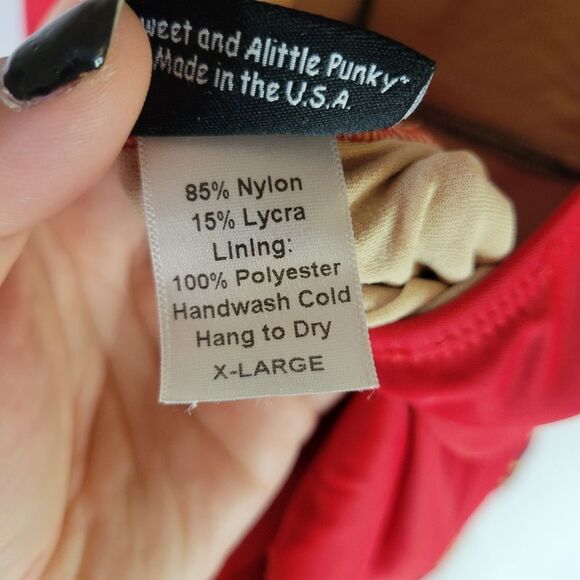 weet and Alittle Punky™
Made in the U.S.A.
85% Nylon
15% Lycra
Lining:
100% Polyester
Handwash Cold
Hang to Dry
X-LARGE